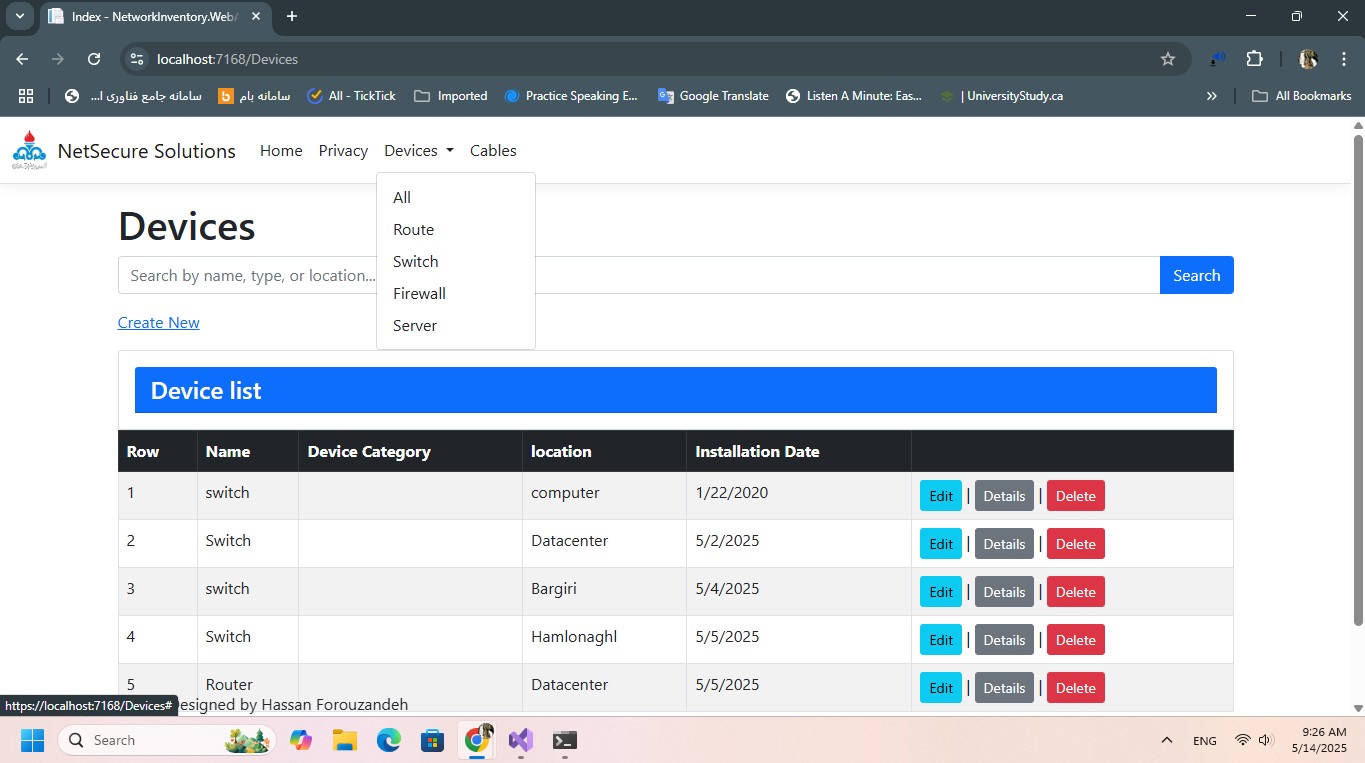 Index - NetworkInventory.WebA
localhost:7168/Devices
سامانه جامع فناوری ا...
سامانه بام
All - TickTick
Imported
Practice Speaking E...
Google Translate
Listen A Minute: Eas...
| UniversityStudy.ca
»
All Bookmarks
NetSecure Solutions
Home
Privacy
Devices
Cables
All
Route
Switch
Firewall
Server
Devices
Search by name, type, or location...
Search
Create New
Device list
Row Name Device Category location Installation Date
1 switch computer 1/22/2020 Edit | Details | Delete
2 Switch Datacenter 5/2/2025 Edit | Details | Delete
3 switch Bargiri 5/4/2025 Edit | Details | Delete
4 Switch Hamlonaghl 5/5/2025 Edit | Details | Delete
5 Router Datacenter 5/5/2025 Edit | Details | Delete
https://localhost:7168/Devices#
esigned by Hassan Forouzandeh
Search
ENG
9:26 AM
5/14/2025